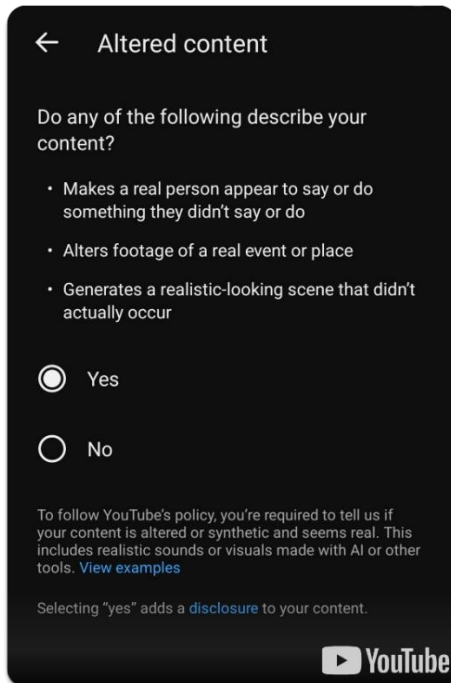 Altered content
Do any of the following describe your
content?
• Makes a real person appear to say or do
something they didn't say or do
• Alters footage of a real event or place
• Generates a realistic-looking scene that didn't
actually occur
Yes
No
To follow YouTube's policy, you're required to tell us if
your content is altered or synthetic and seems real. This
includes realistic sounds or visuals made with AI or other
tools. View examples
Selecting "yes" adds a disclosure to your content.
YouTube